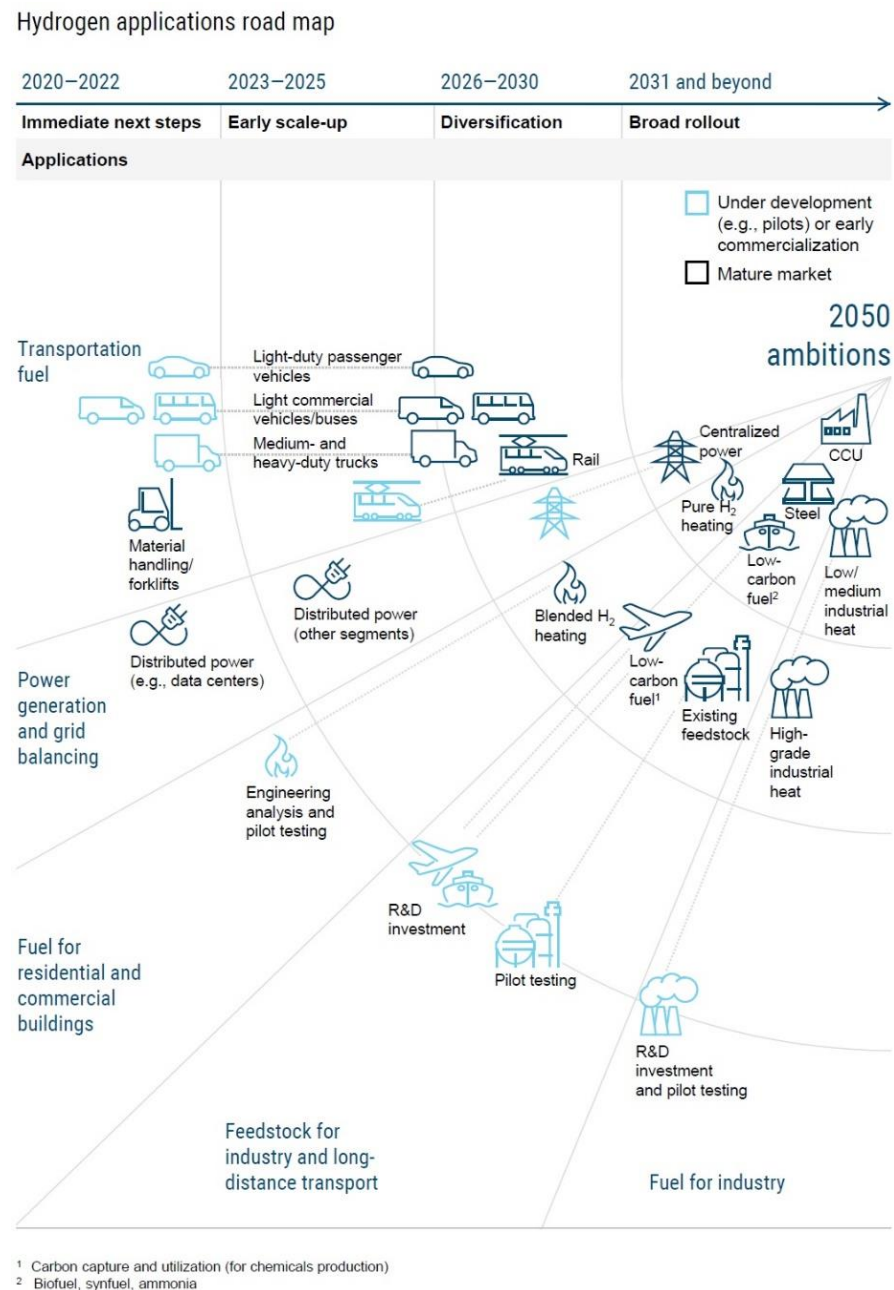 Hydrogen applications road map
2020–2022
2023–2025
2026–2030
2031 and beyond
Immediate next steps
Early scale-up
Diversification
Broad rollout
Applications
Under development
(e.g., pilots) or early
commercialization
Mature market
2050
ambitions
Transportation
fuel
Light-duty passenger
vehicles
Light commercial
vehicles/buses
Medium- and
heavy-duty trucks
Rail
Centralized
power
CCU
Pure H₂
heating
Steel
Material
handling/
forklifts
Low-
carbon
fuel²
Low/
medium
industrial
heat
Distributed power
(other segments)
Blended H₂
heating
Distributed power
(e.g., data centers)
Low-
carbon
fuel¹
Existing
feedstock
High-
grade
industrial
heat
Power
generation
and grid
balancing
Engineering
analysis and
pilot testing
R&D
investment
Pilot testing
Fuel for
residential and
commercial
buildings
R&D
investment
and pilot testing
Feedstock for
industry and long-
distance transport
Fuel for industry
¹ Carbon capture and utilization (for chemicals production)
² Biofuel, synfuel, ammonia